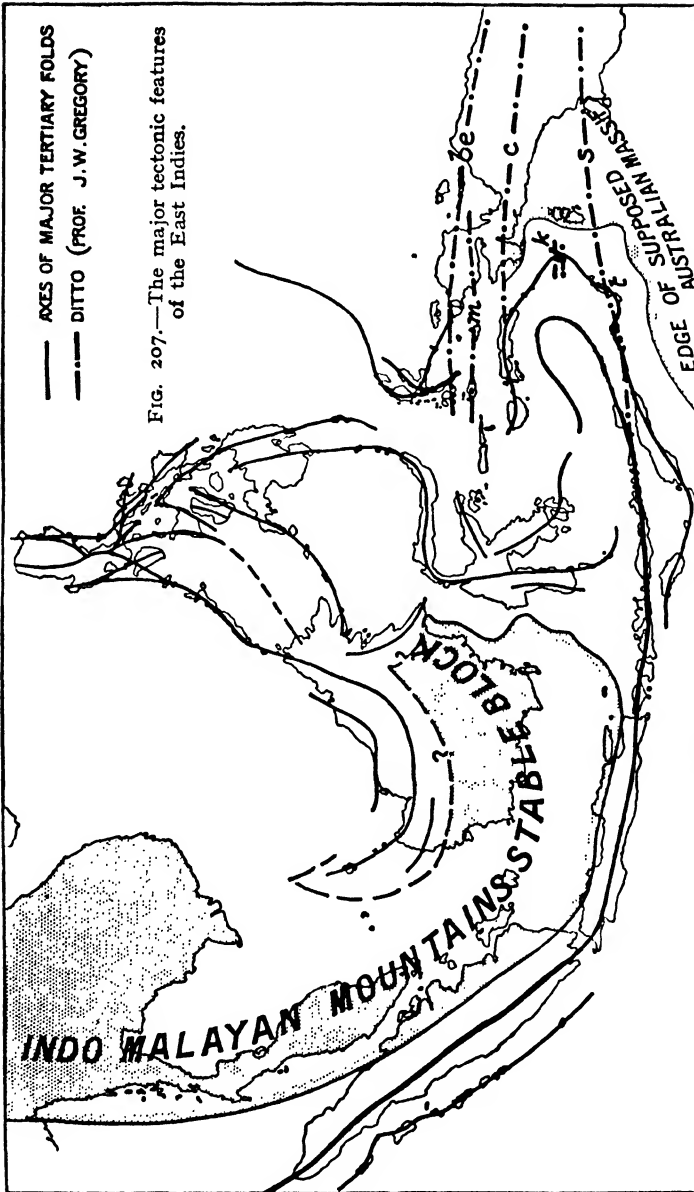 AXES OF MAJOR TERTIARY FOLDS
DITTO (PROF. J.W. GREGORY)
FIG. 207.—The major tectonic features
of the East Indies.
INDO MALAYAN MOUNTAINS STABLE BLOCK
?
?
e
m
c
k
S
t
EDGE OF SUPPOSED
AUSTRALIAN MASSIF